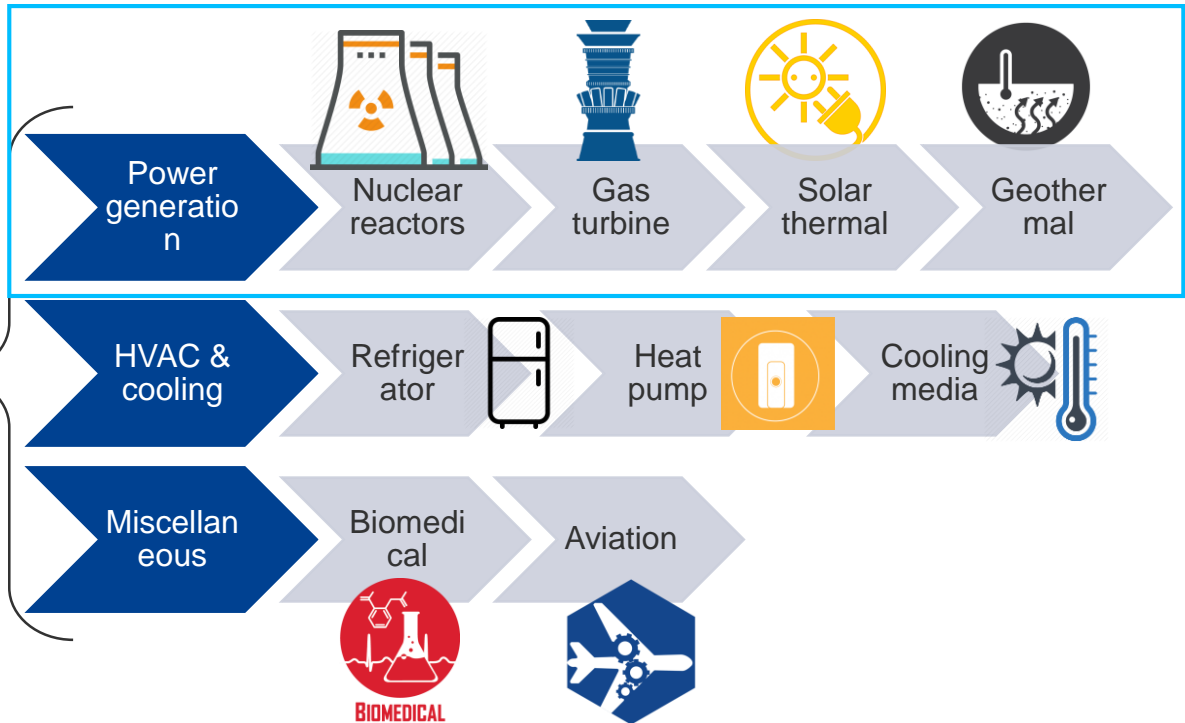 Power
generatio
n
Nuclear
reactors
Gas
turbine
Solar
thermal
Geother
mal
HVAC &
cooling
Refriger
ator
Heat
pump
Cooling
media
Miscellan
eous
Biomedi
cal
Aviation
BIOMEDICAL